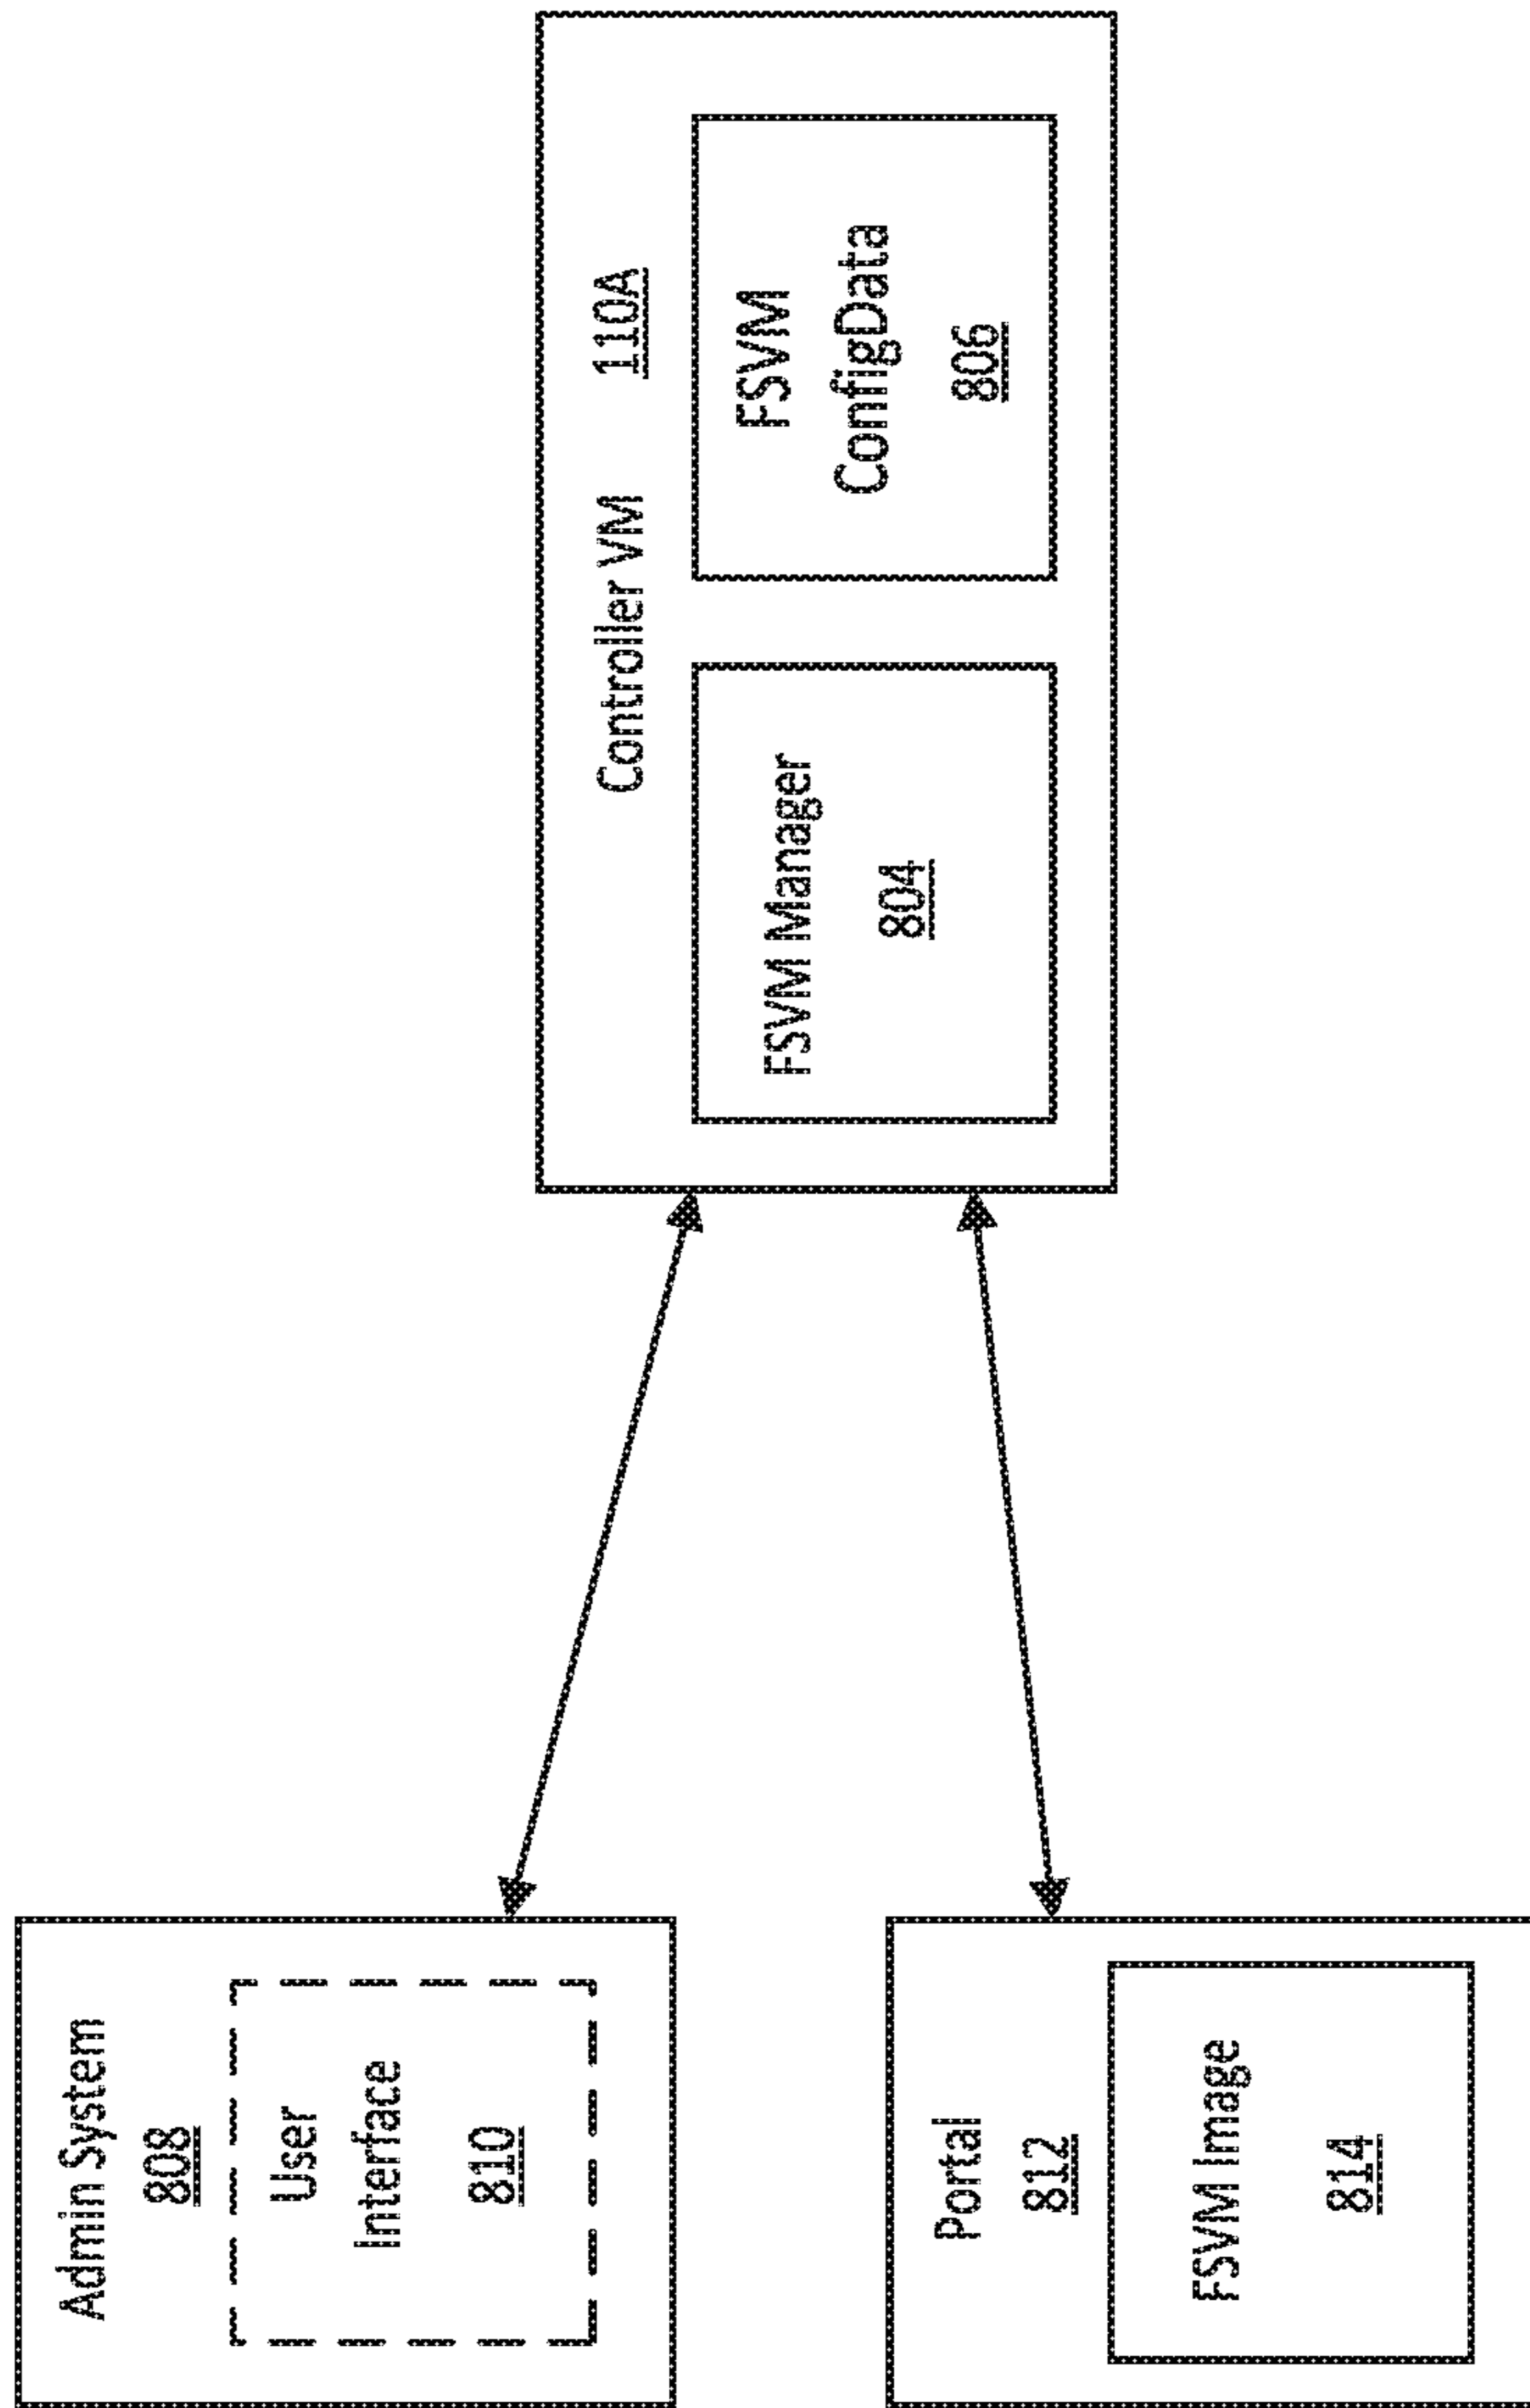 Admin System
808
User
Interface
810
Portal
812
FSVM Image
814
Controller VM 110A
FSVM Manager
804
FSVM
ConfigData
806